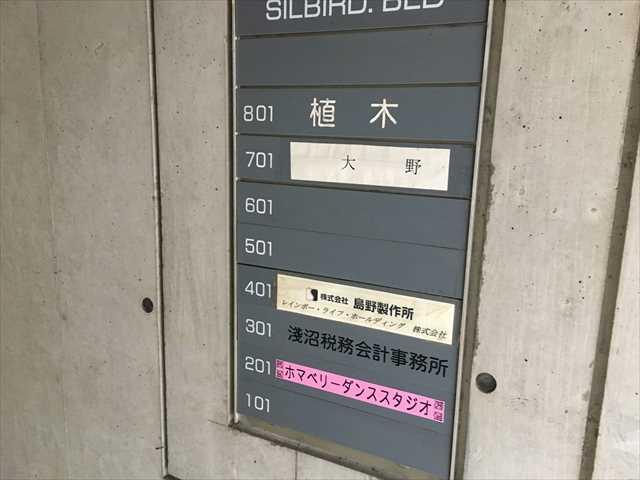 SILBIRD. BLD
801 植木
701 大野
601
501
401 株式会社 島野製作所
レインボー・ライフ・ホールディング 株式会社
301 淺沼税務会計事務所
201 ホマベリーダンススタジオ
101